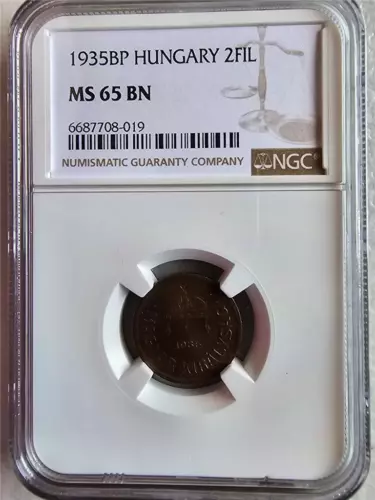 1935BP HUNGARY 2FIL
MS 65 BN
6687708-019
NUMISMATIC GUARANTY COMPANY
NGC